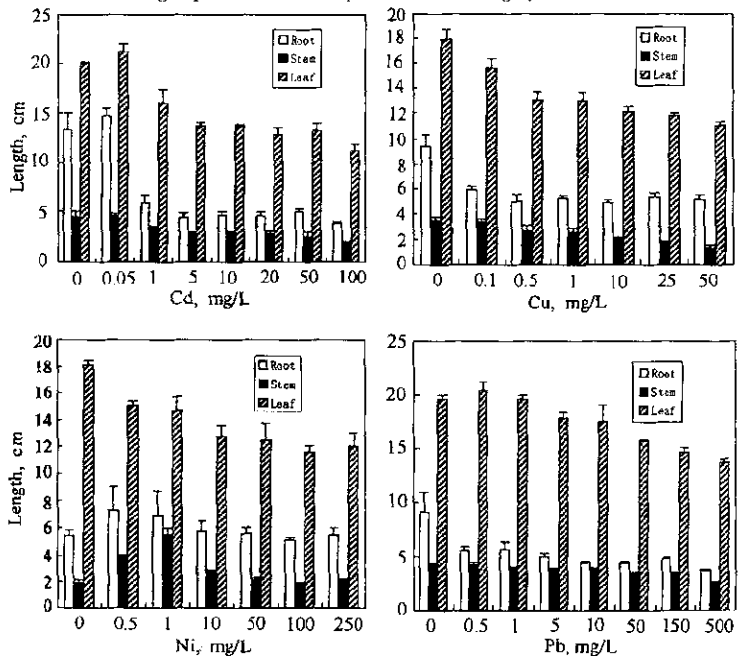 25
20
15
10
5
0
Length, cm
Root
Stem
Leaf
0 0.05 1 5 10 20 50 100
Cd, mg/L
20
18
16
14
12
10
8
6
4
2
0
Root
Stem
Leaf
0 0.1 0.5 1 10 25 50
Cu, mg/L
20
18
16
14
12
10
8
6
4
2
0
Length, cm
Root
Stem
Leaf
0 0.5 1 10 50 100 250
Ni, mg/L
25
20
15
10
5
0
Root
Stem
Leaf
0 0.5 1 5 10 50 150 500
Pb, mg/L